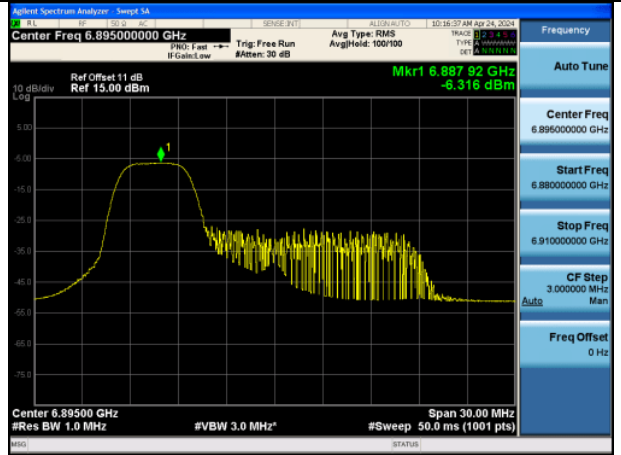 Agilent Spectrum Analyzer - Swept SA
RL RF 50 Ω AC SENSE:INT ALIGN AUTO 10:16:37 AM Apr 24, 2024
Center Freq 6.895000000 GHz
PNO: Fast
IFGain:Low
Trig: Free Run
#Atten: 30 dB
Avg Type: RMS
Avg|Hold: 100/100
TRACE 1 2 3 4 5 6
TYPE
DET A N N N N N
Frequency
Auto Tune
Center Freq
6.895000000 GHz
Start Freq
6.880000000 GHz
Stop Freq
6.910000000 GHz
CF Step
3.000000 MHz
Auto Man
Freq Offset
0 Hz
Mkr1 6.887 92 GHz
-6.316 dBm
Ref Offset 11 dB
10 dB/div Ref 15.00 dBm
Log
5.00
-5.00
-15.0
-25.0
-35.0
-45.0
-55.0
-65.0
-75.0
1
Center 6.89500 GHz Span 30.00 MHz
#Res BW 1.0 MHz #VBW 3.0 MHz* #Sweep 50.0 ms (1001 pts)
MSG STATUS